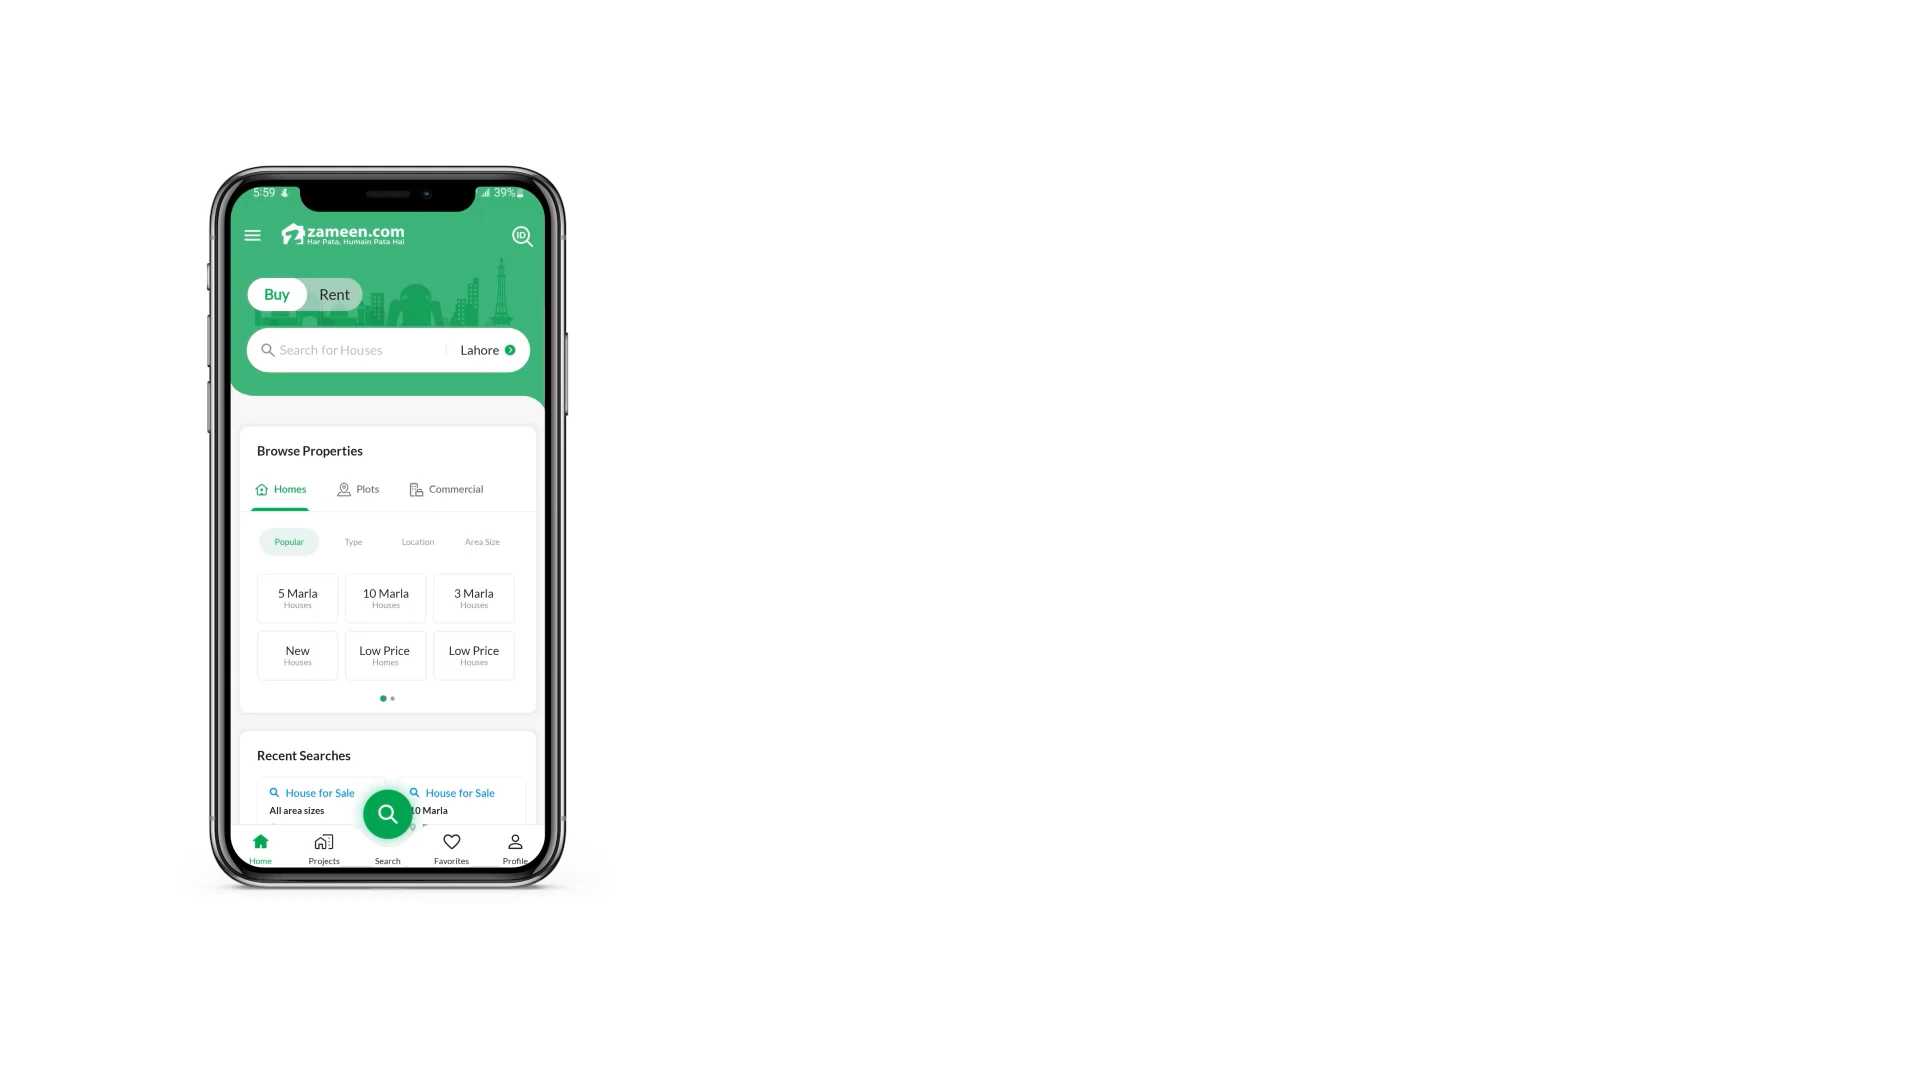 5:59 39%
zameen.com
Har Pata, Humain Pata Hai
ID
Buy Rent
Search for Houses Lahore
Browse Properties
Homes Plots Commercial
Popular Type Location Area Size
5 Marla 10 Marla 3 Marla
Houses Houses Houses
New Low Price Low Price
Houses Homes Houses
Recent Searches
House for Sale House for Sale
All area sizes 10 Marla
Home Projects Search Favorites Profile